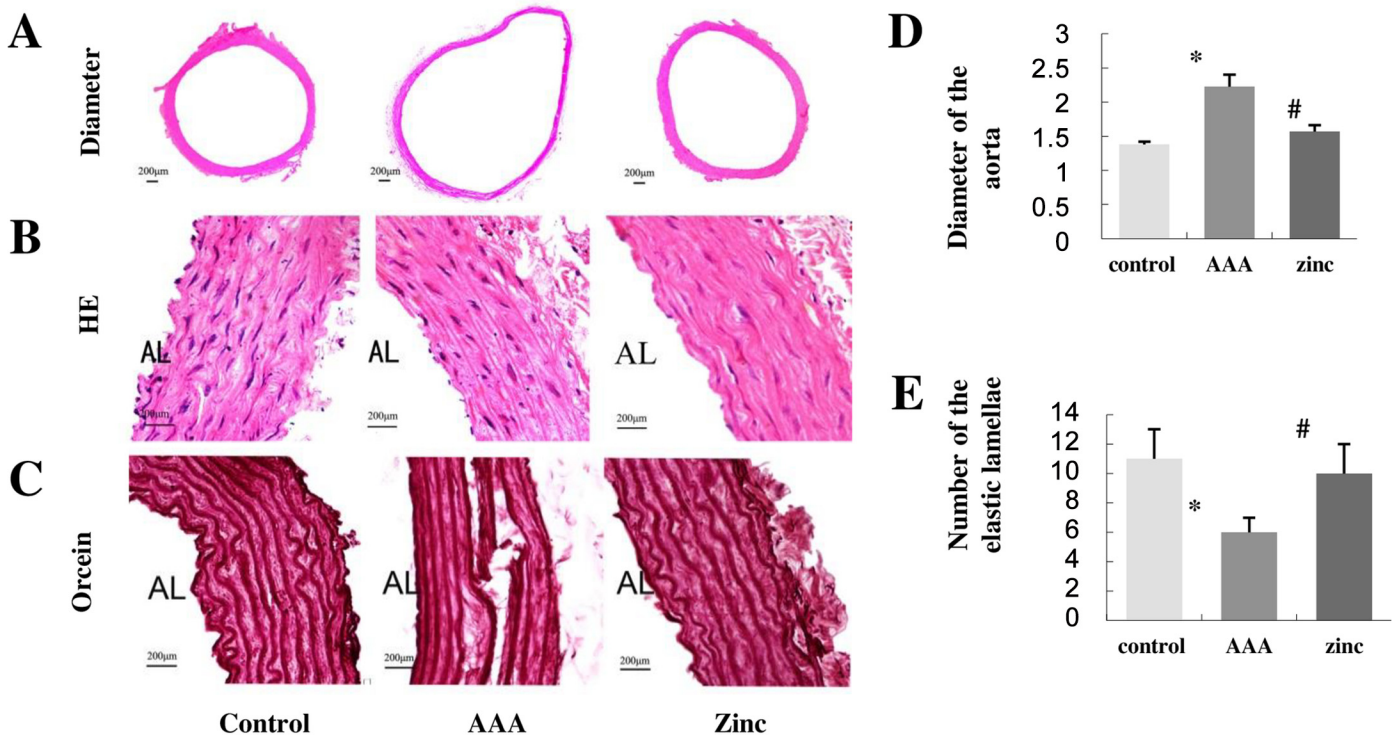 A
Diameter
200μm
200μm
200μm
B
HE
AL
200μm
AL
200μm
AL
200μm
C
Orcein
AL
200μm
AL
200μm
AL
200μm
Control
AAA
Zinc
D
Diameter of the
aorta
3
2.5
2
1.5
1
0.5
0
*
#
control
AAA
zinc
E
Number of the
elastic lamellae
14
12
10
8
6
4
2
0
*
#
control
AAA
zinc